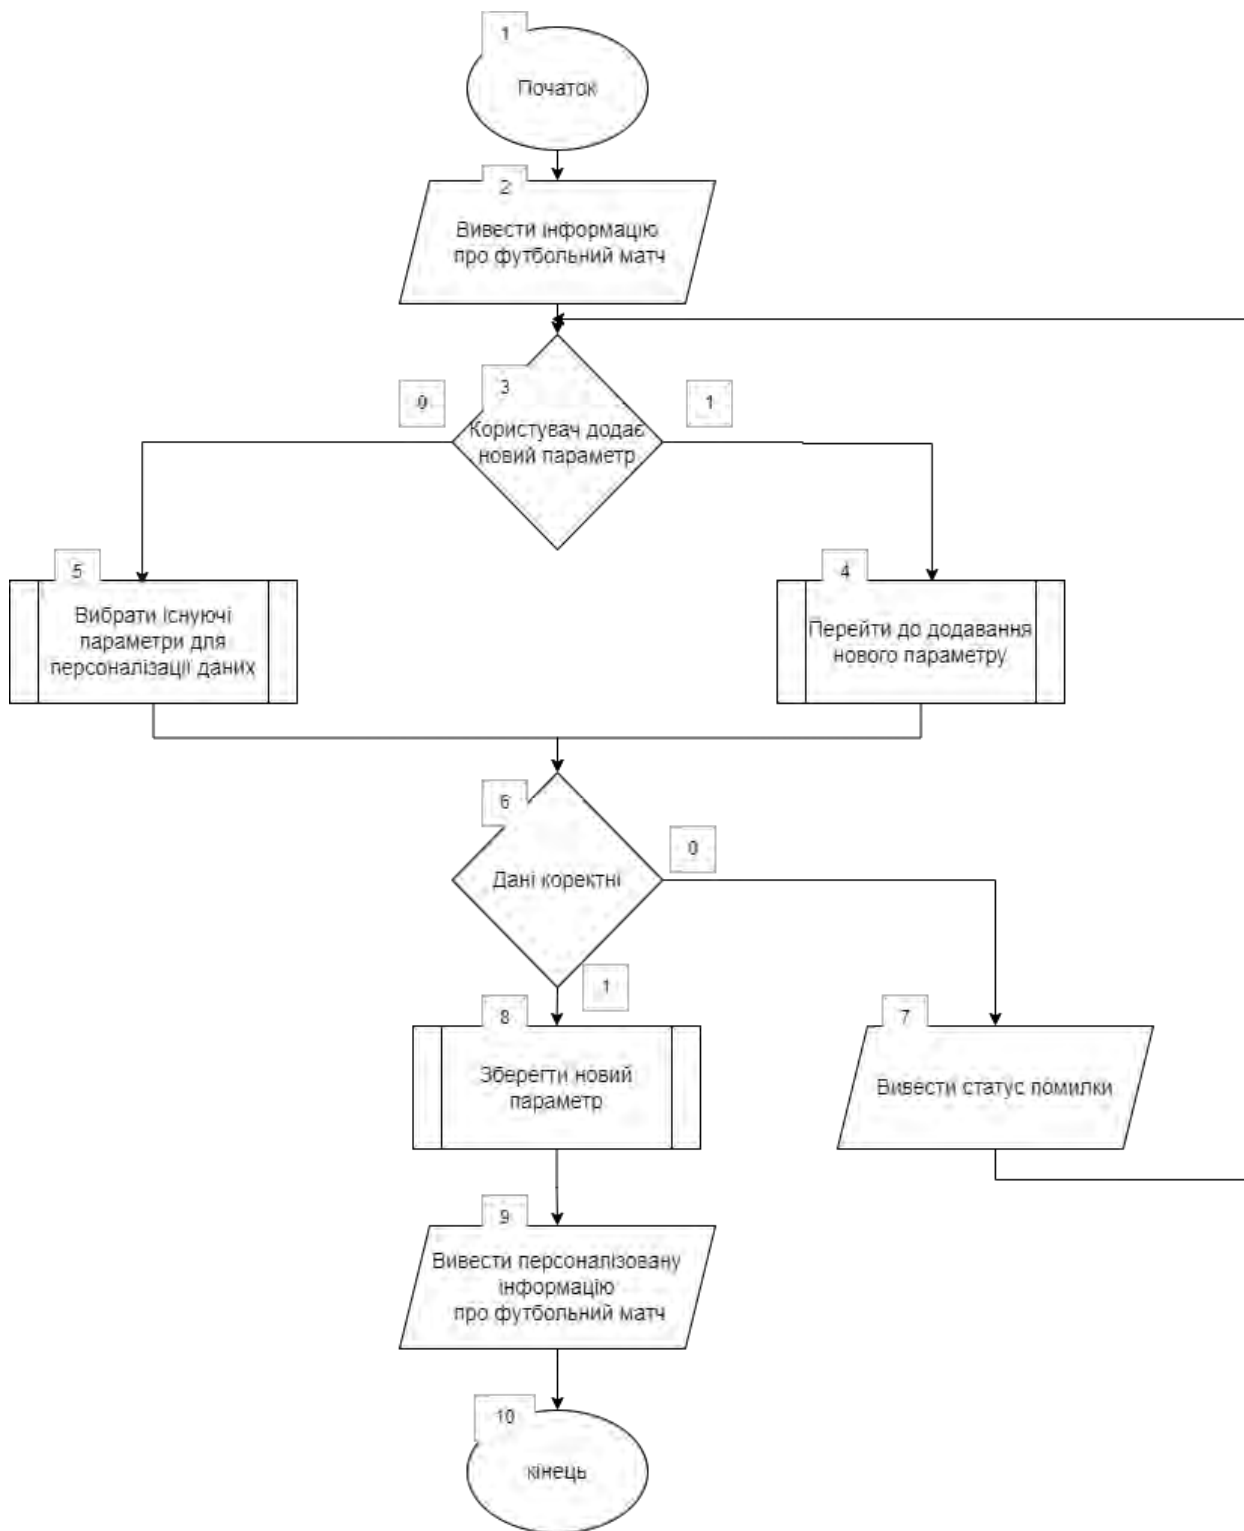 1
Початок
2
Вивести інформацію
про футбольний матч
3
0
1
Користувач додає
новий параметр
5
Вибрати існуючі
параметри для
персоналізації даних
4
Перейти до додавання
нового параметру
6
0
Дані коректні
1
8
Зберегти новий
параметр
7
Вивести статус помилки
9
Вивести персоналізовану
інформацію
про футбольний матч
10
кінець